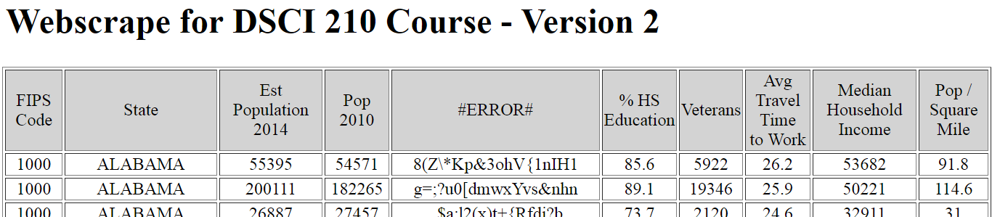 Webscrape for DSCI 210 Course - Version 2
FIPS Code State Est Population 2014 Pop 2010 #ERROR# % HS Education Veterans Avg Travel Time to Work Median Household Income Pop / Square Mile
1000 ALABAMA 55395 54571 8(Z\*Kp&3ohV{1nIH1 85.6 5922 26.2 53682 91.8
1000 ALABAMA 200111 182265 g=;?u0[dmwxYvs&nhn 89.1 19346 25.9 50221 114.6
1000 ALABAMA 26887 27457 73.7 2120 24.6 32911 31